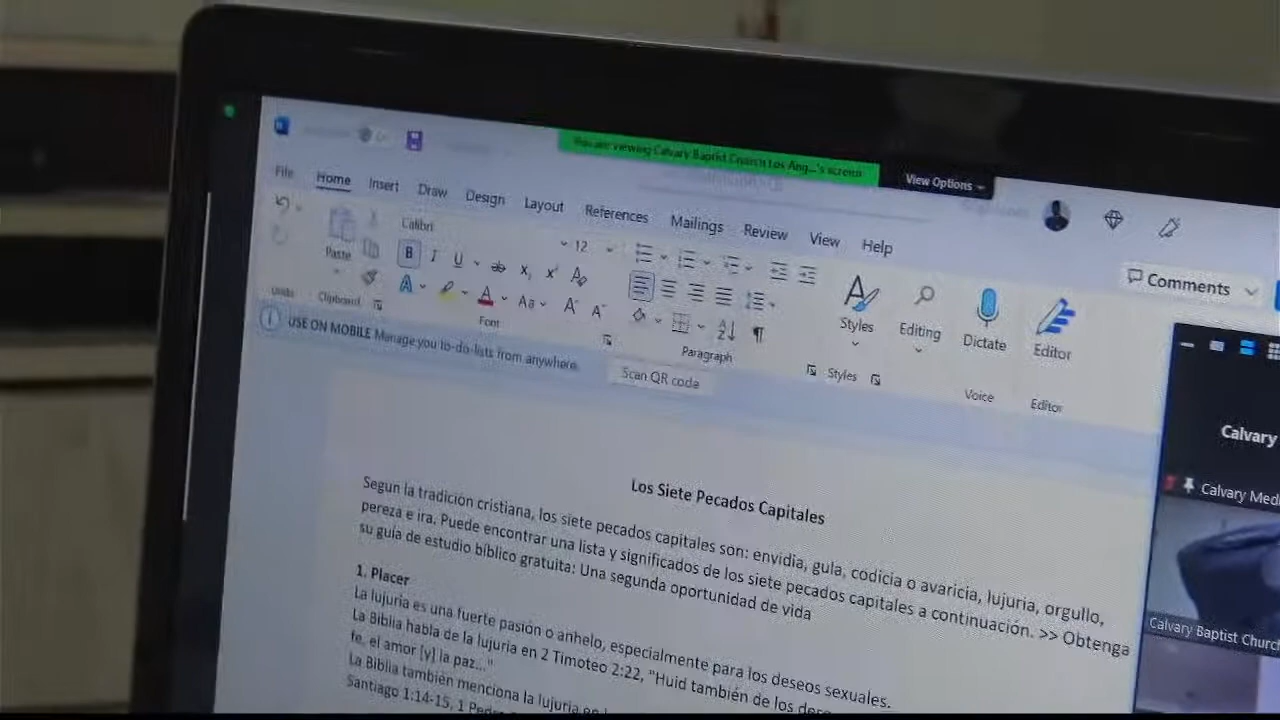 You are viewing Calvary Baptist Church Los Ang...'s screen
View Options
File Home Insert Draw Design Layout References Mailings Review View Help
Comments
Calibri 12
Paste
Undo Clipboard Font Paragraph Styles Voice Editor
Styles Editing Dictate Editor
USE ON MOBILE Manage you to-do-lists from anywhere. Scan QR code
Los Siete Pecados Capitales
Segun la tradición cristiana, los siete pecados capitales son: envidia, gula, codicia o avaricia, lujuria, orgullo,
pereza e ira. Puede encontrar una lista y significados de los siete pecados capitales a continuación. >> Obtenga
su guía de estudio bíblico gratuita: Una segunda oportunidad de vida
1. Placer
La lujuria es una fuerte pasión o anhelo, especialmente para los deseos sexuales.
La Biblia habla de la lujuria en 2 Timoteo 2:22, "Huid también de los
fe, el amor [y] la paz..."
La Biblia también menciona la lujuria en
Santiago 1:14-15, 1
Calvary
Calvary Med
Calvary Baptist Church